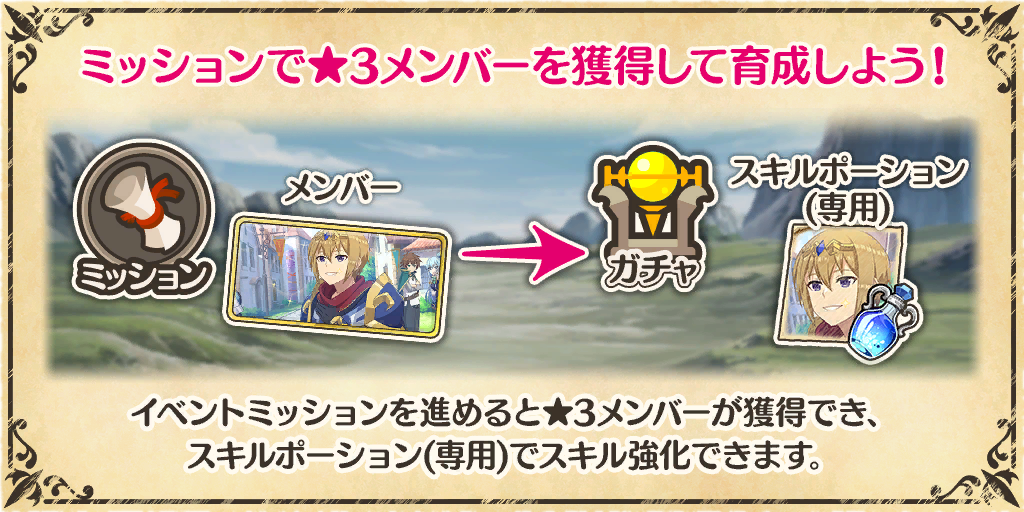 ミッションで★3メンバーを獲得して育成しよう!
メンバー
ミッション
ガチャ
スキルポーション
(専用)
イベントミッションを進めると★3メンバーが獲得でき、
スキルポーション(専用)でスキル強化できます。